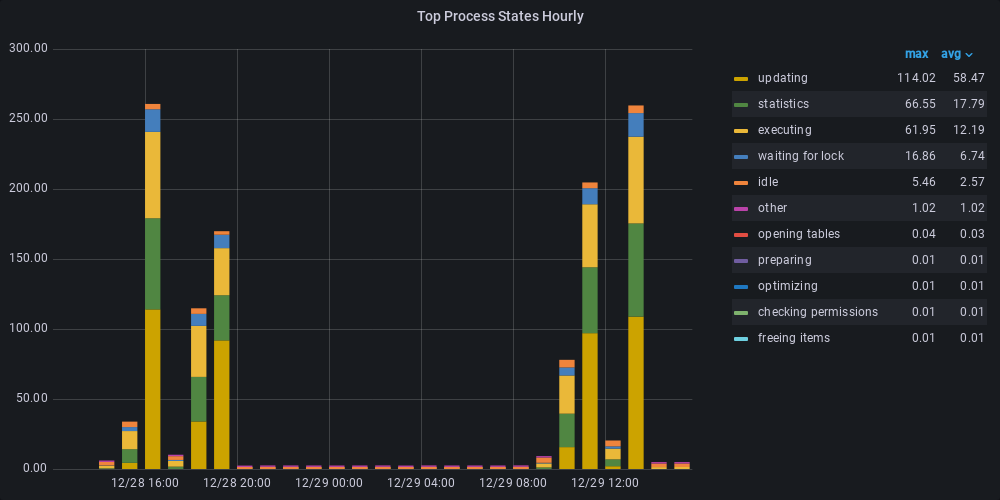 Top Process States Hourly
max avg
300.00
250.00
200.00
150.00
100.00
50.00
0.00
12/28 16:00 12/28 20:00 12/29 00:00 12/29 04:00 12/29 08:00 12/29 12:00
updating 114.02 58.47
statistics 66.55 17.79
executing 61.95 12.19
waiting for lock 16.86 6.74
idle 5.46 2.57
other 1.02 1.02
opening tables 0.04 0.03
preparing 0.01 0.01
optimizing 0.01 0.01
checking permissions 0.01 0.01
freeing items 0.01 0.01